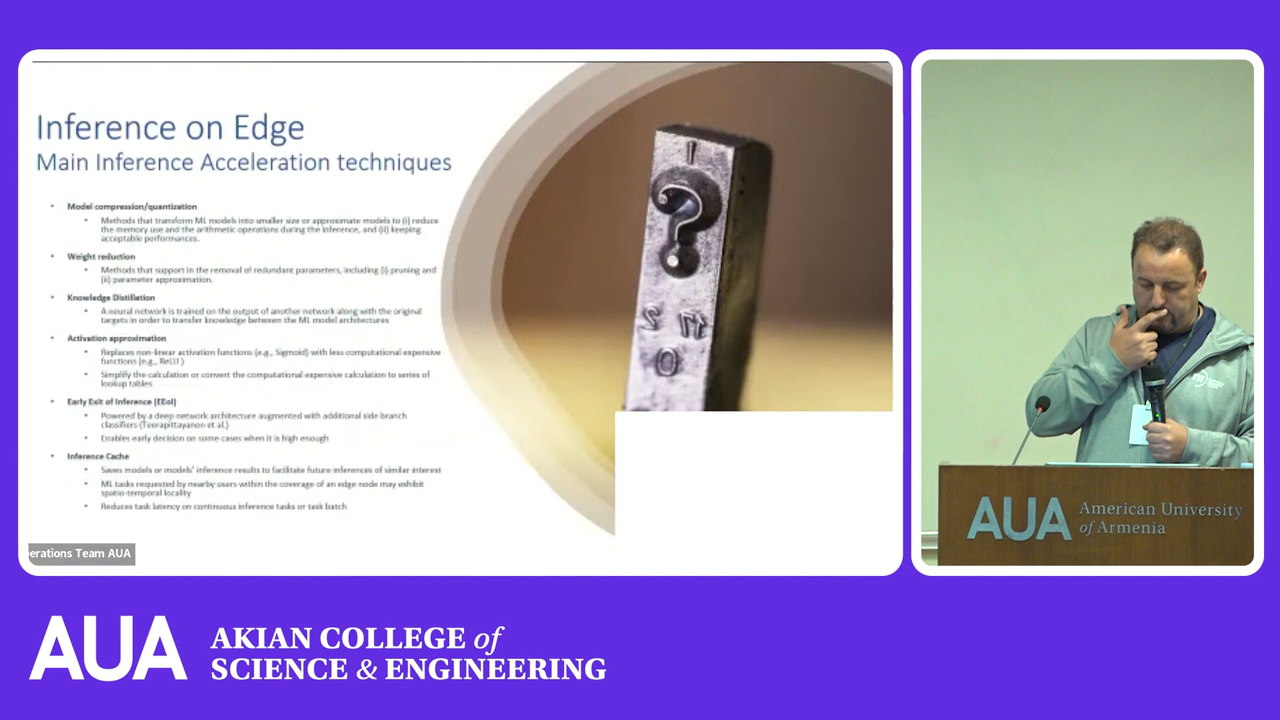 Inference on Edge
Main Inference Acceleration techniques
• Model compression/quantization
• Methods that transform ML models into smaller size or approximate models to (i) reduce
the memory use and the arithmetic operations during the inference, and (ii) keeping
acceptable performances.
• Weight reduction
• Methods that support in the removal of redundant parameters, including (i) pruning and
(ii) parameter approximation.
• Knowledge Distillation
• A neural network is trained on the output of another network along with the original
targets in order to transfer knowledge between the ML model architectures
• Activation approximation
• Replaces non-linear activation functions (e.g., Sigmoid) with less computational expensive
functions (e.g., ReLU)
• Simplify the calculation or convert the computational expensive calculation to series of
lookup tables
• Early Exit of Inference (EEoI)
• Powered by a deep network architecture augmented with additional side branch
classifiers (Teerapittayanon et al.)
• Enables early decision on some cases when it is high enough
• Inference Cache
• Saves models or models' inference results to facilitate future inferences of similar interest
• ML tasks requested by nearby users within the coverage of an edge node may exhibit
spatio-temporal locality
• Reduces task latency on continuous inference tasks or task batch
erations Team AUA
?
AUA American University
of Armenia
AUA AKIAN COLLEGE of
SCIENCE & ENGINEERING